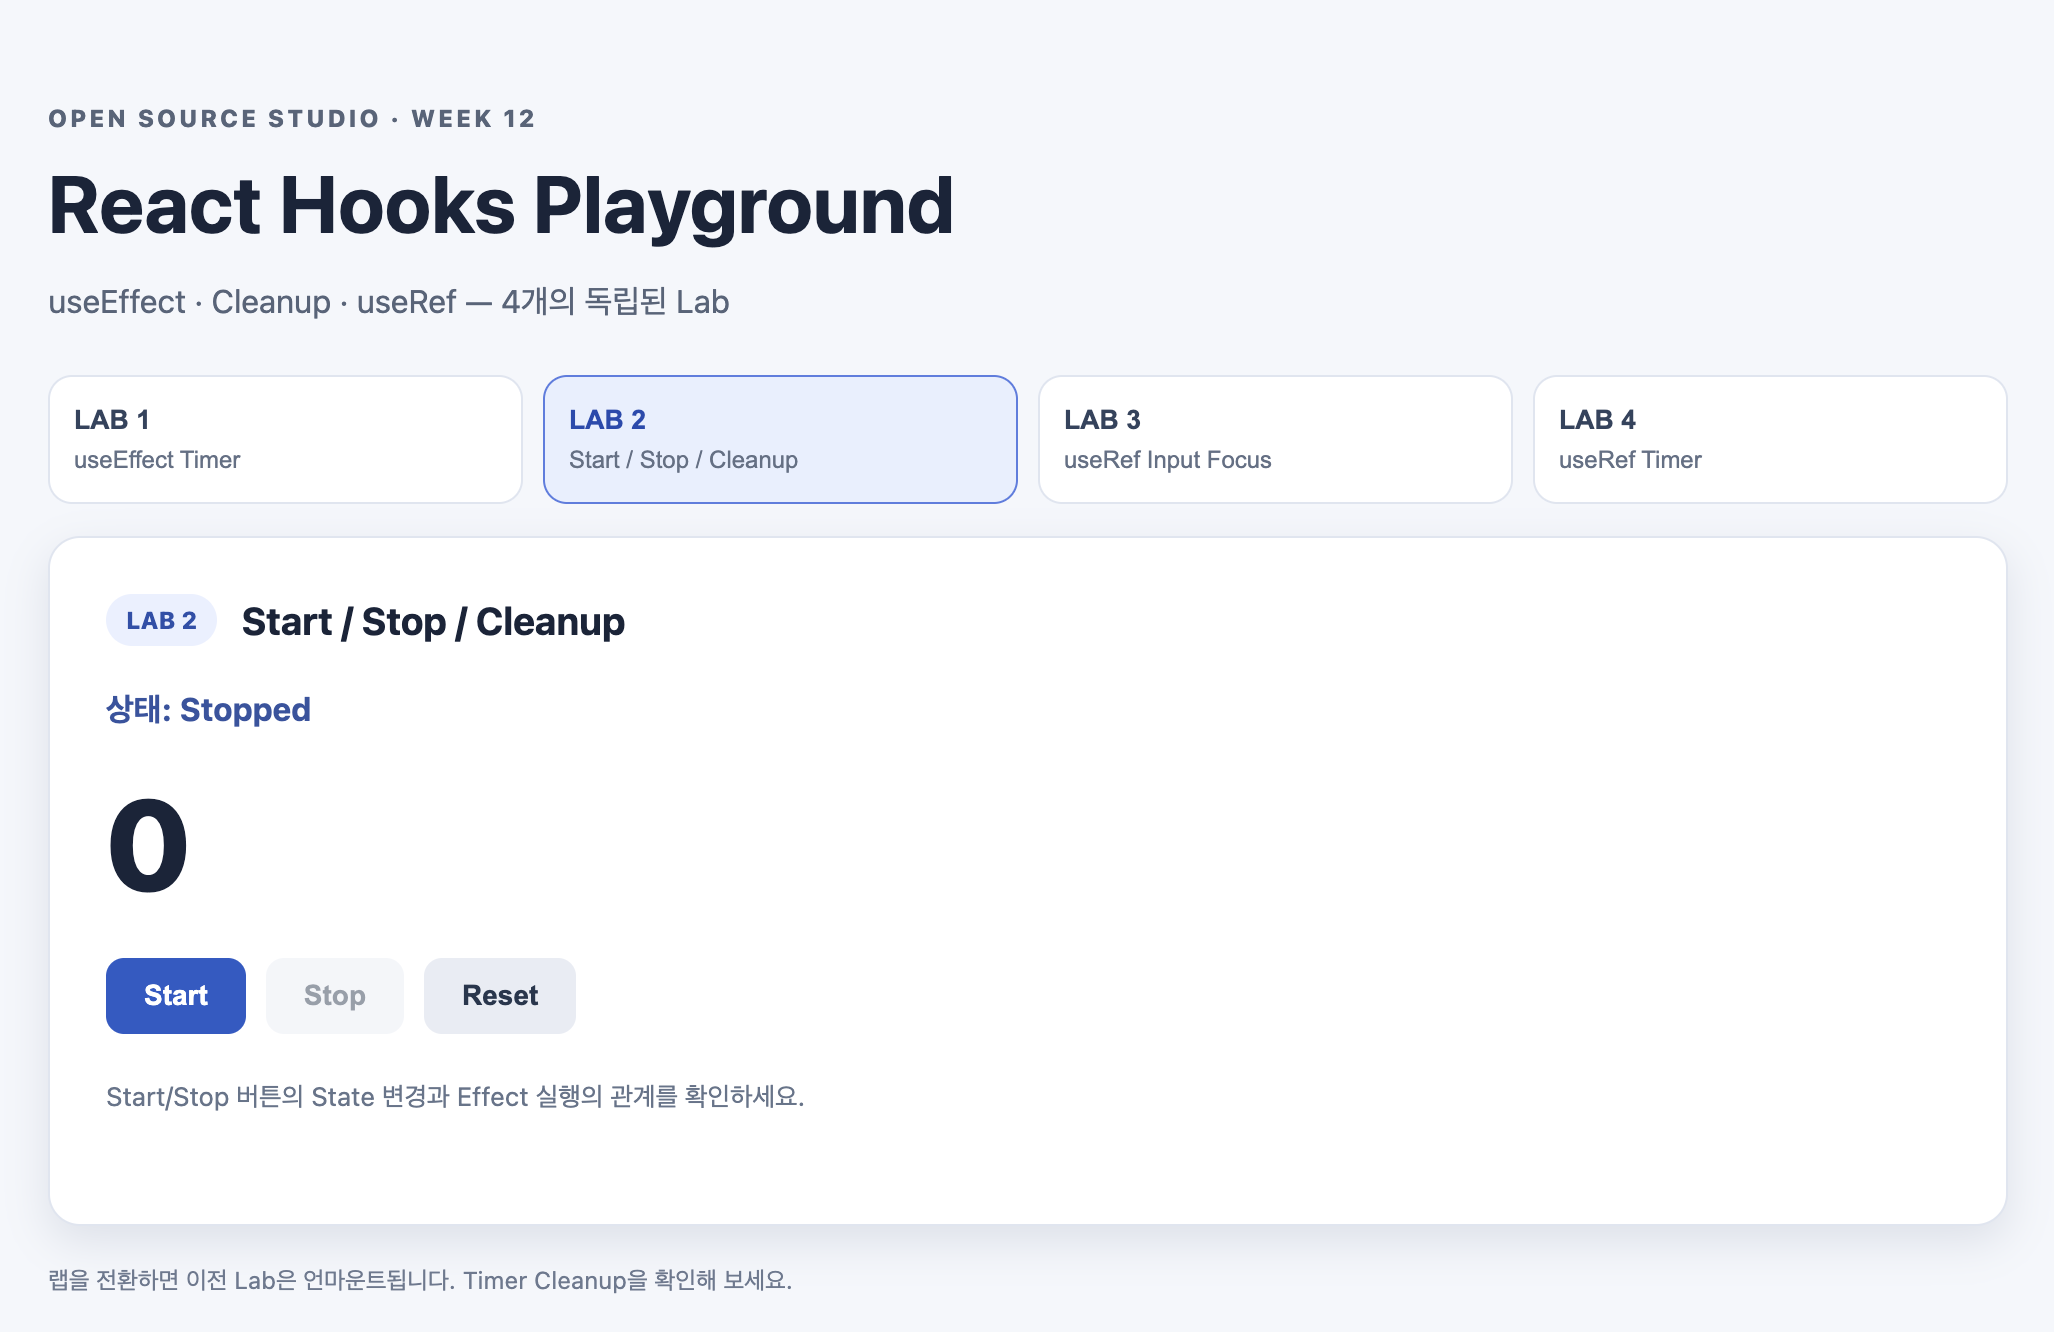 OPEN SOURCE STUDIO · WEEK 12
React Hooks Playground
useEffect · Cleanup · useRef — 4개의 독립된 Lab
LAB 1
useEffect Timer
LAB 2
Start / Stop / Cleanup
LAB 3
useRef Input Focus
LAB 4
useRef Timer
LAB 2 Start / Stop / Cleanup
상태: Stopped
0
Start Stop Reset
Start/Stop 버튼의 State 변경과 Effect 실행의 관계를 확인하세요.
랩을 전환하면 이전 Lab은 언마운트됩니다. Timer Cleanup을 확인해 보세요.